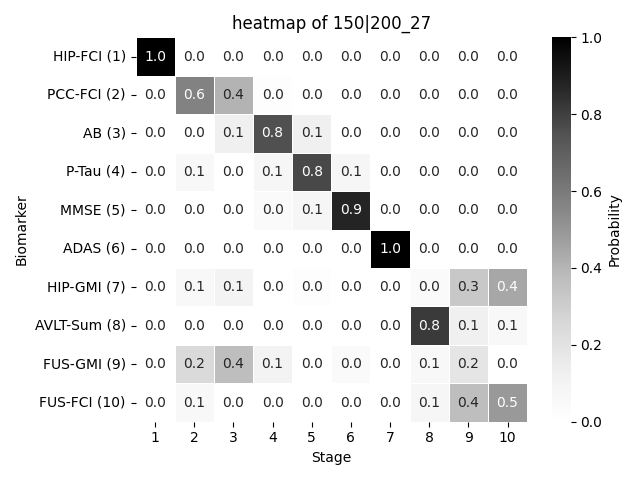 heatmap of 150|200_27
HIP-FCI (1) 1.0 0.0 0.0 0.0 0.0 0.0 0.0 0.0 0.0 0.0
PCC-FCI (2) 0.0 0.6 0.4 0.0 0.0 0.0 0.0 0.0 0.0 0.0
AB (3) 0.0 0.0 0.1 0.8 0.1 0.0 0.0 0.0 0.0 0.0
P-Tau (4) 0.0 0.1 0.0 0.1 0.8 0.1 0.0 0.0 0.0 0.0
MMSE (5) 0.0 0.0 0.0 0.0 0.1 0.9 0.0 0.0 0.0 0.0
ADAS (6) 0.0 0.0 0.0 0.0 0.0 0.0 1.0 0.0 0.0 0.0
HIP-GMI (7) 0.0 0.1 0.1 0.0 0.0 0.0 0.0 0.0 0.3 0.4
AVLT-Sum (8) 0.0 0.0 0.0 0.0 0.0 0.0 0.0 0.8 0.1 0.1
FUS-GMI (9) 0.0 0.2 0.4 0.1 0.0 0.0 0.0 0.1 0.2 0.0
FUS-FCI (10) 0.0 0.1 0.0 0.0 0.0 0.0 0.0 0.1 0.4 0.5
1 2 3 4 5 6 7 8 9 10
Stage
Biomarker
1.0
0.8
0.6
0.4
0.2
0.0
Probability